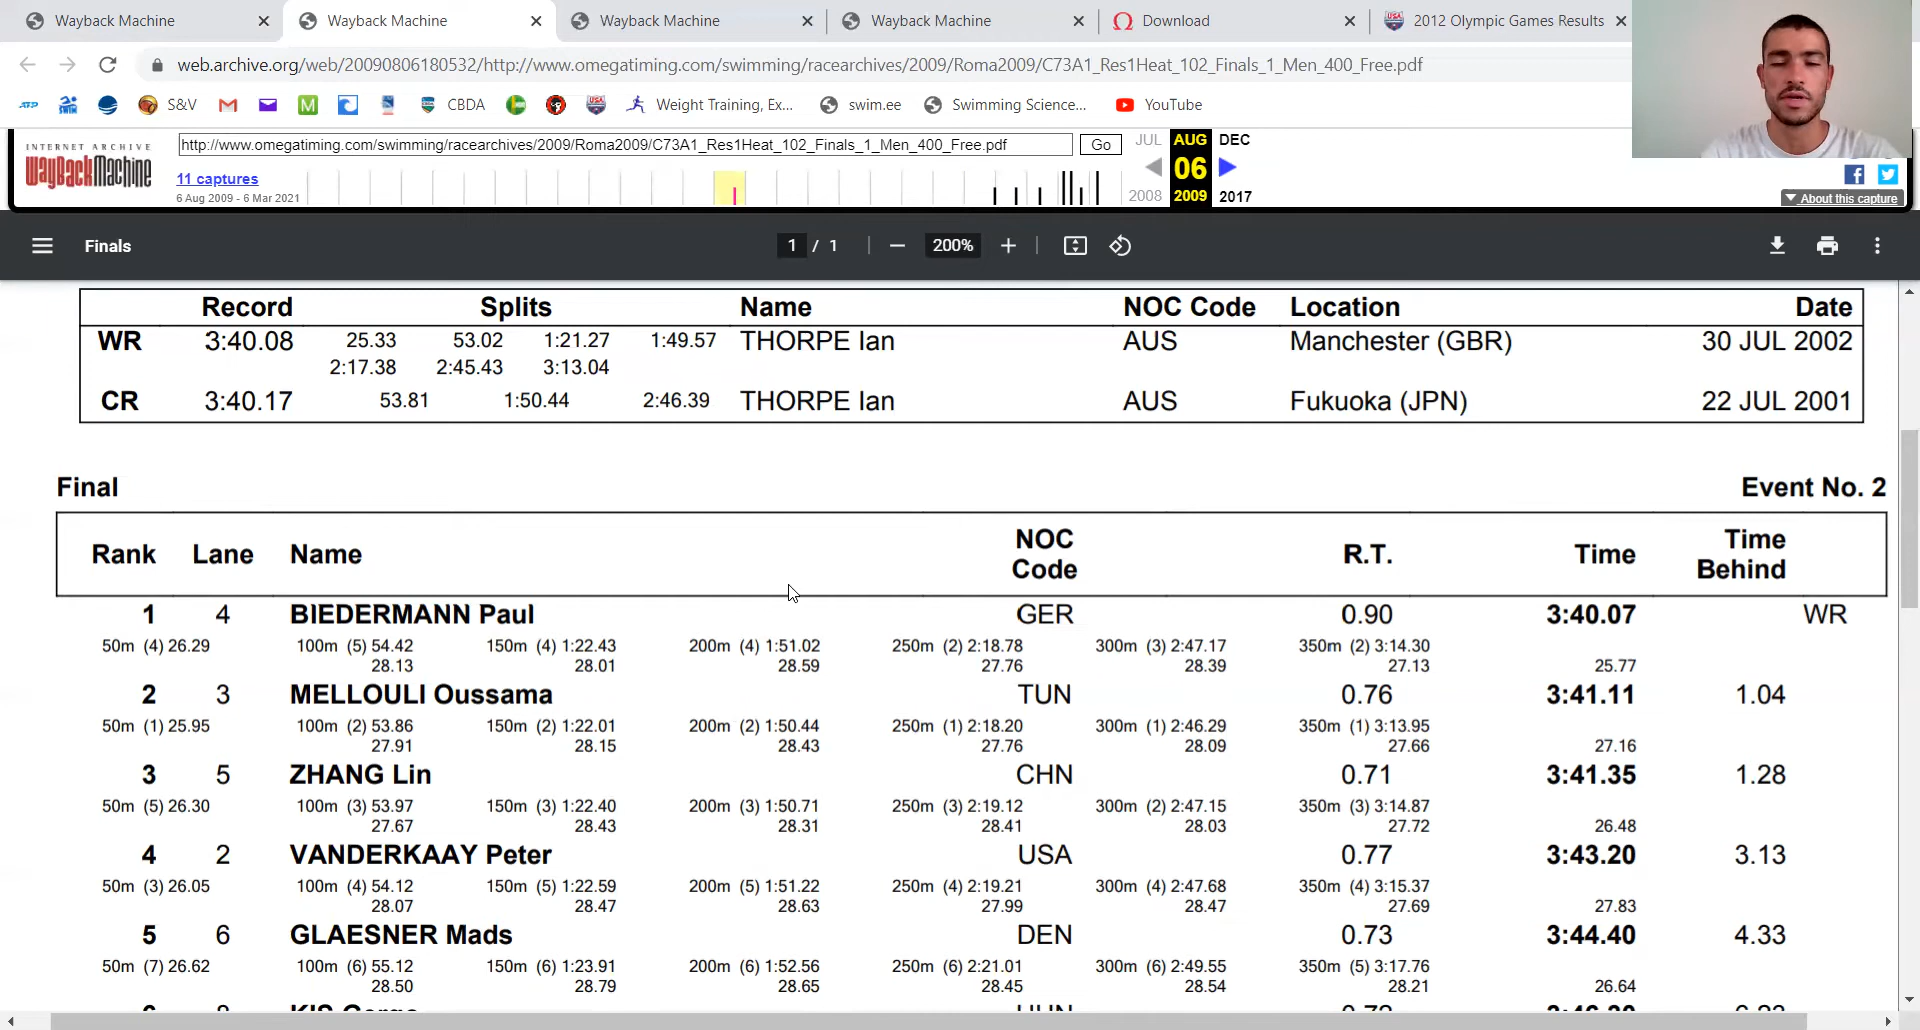 Wayback Machine
Wayback Machine
Wayback Machine
Wayback Machine
Download
2012 Olympic Games Results
web.archive.org/web/20090806180532/http://www.omegatiming.com/swimming/racearchives/2009/Roma2009/C73A1_Res1Heat_102_Finals_1_Men_400_Free.pdf
S&V
CBDA
Weight Training, Ex...
swim.ee
Swimming Science...
YouTube
INTERNET ARCHIVE
WayBackMachine
http://www.omegatiming.com/swimming/racearchives/2009/Roma2009/C73A1_Res1Heat_102_Finals_1_Men_400_Free.pdf
Go
JUL AUG DEC
11 captures
06
6 Aug 2009 - 6 Mar 2021
2008 2009 2017
About this capture
Finals
1 / 1
200%
Record Splits Name NOC Code Location Date
WR 3:40.08 25.33 53.02 1:21.27 1:49.57 THORPE Ian AUS Manchester (GBR) 30 JUL 2002
2:17.38 2:45.43 3:13.04
CR 3:40.17 53.81 1:50.44 2:46.39 THORPE Ian AUS Fukuoka (JPN) 22 JUL 2001
Final Event No. 2
Rank Lane Name NOC Code R.T. Time Time Behind
1 4 BIEDERMANN Paul GER 0.90 3:40.07 WR
50m (4) 26.29 100m (5) 54.42 150m (4) 1:22.43 200m (4) 1:51.02 250m (2) 2:18.78 300m (3) 2:47.17 350m (2) 3:14.30
28.13 28.01 28.59 27.76 28.39 27.13 25.77
2 3 MELLOULI Oussama TUN 0.76 3:41.11 1.04
50m (1) 25.95 100m (2) 53.86 150m (2) 1:22.01 200m (2) 1:50.44 250m (1) 2:18.20 300m (1) 2:46.29 350m (1) 3:13.95
27.91 28.15 28.43 27.76 28.09 27.66 27.16
3 5 ZHANG Lin CHN 0.71 3:41.35 1.28
50m (5) 26.30 100m (3) 53.97 150m (3) 1:22.40 200m (3) 1:50.71 250m (3) 2:19.12 300m (2) 2:47.15 350m (3) 3:14.87
27.67 28.43 28.31 28.41 28.03 27.72 26.48
4 2 VANDERKAAY Peter USA 0.77 3:43.20 3.13
50m (3) 26.05 100m (4) 54.12 150m (5) 1:22.59 200m (5) 1:51.22 250m (4) 2:19.21 300m (4) 2:47.68 350m (4) 3:15.37
28.07 28.47 28.63 27.99 28.47 27.69 27.83
5 6 GLAESNER Mads DEN 0.73 3:44.40 4.33
50m (7) 26.62 100m (6) 55.12 150m (6) 1:23.91 200m (6) 1:52.56 250m (6) 2:21.01 300m (6) 2:49.55 350m (5) 3:17.76
28.50 28.79 28.65 28.45 28.54 28.21 26.64